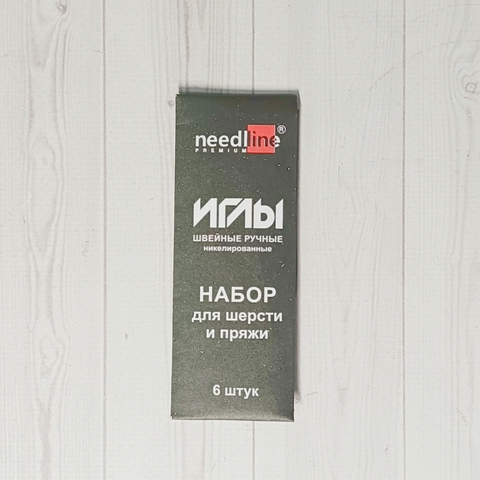 needline®
PREMIUM
ИГЛЫ
ШВЕЙНЫЕ РУЧНЫЕ
никелированные
НАБОР
для шерсти
и пряжи
6 штук